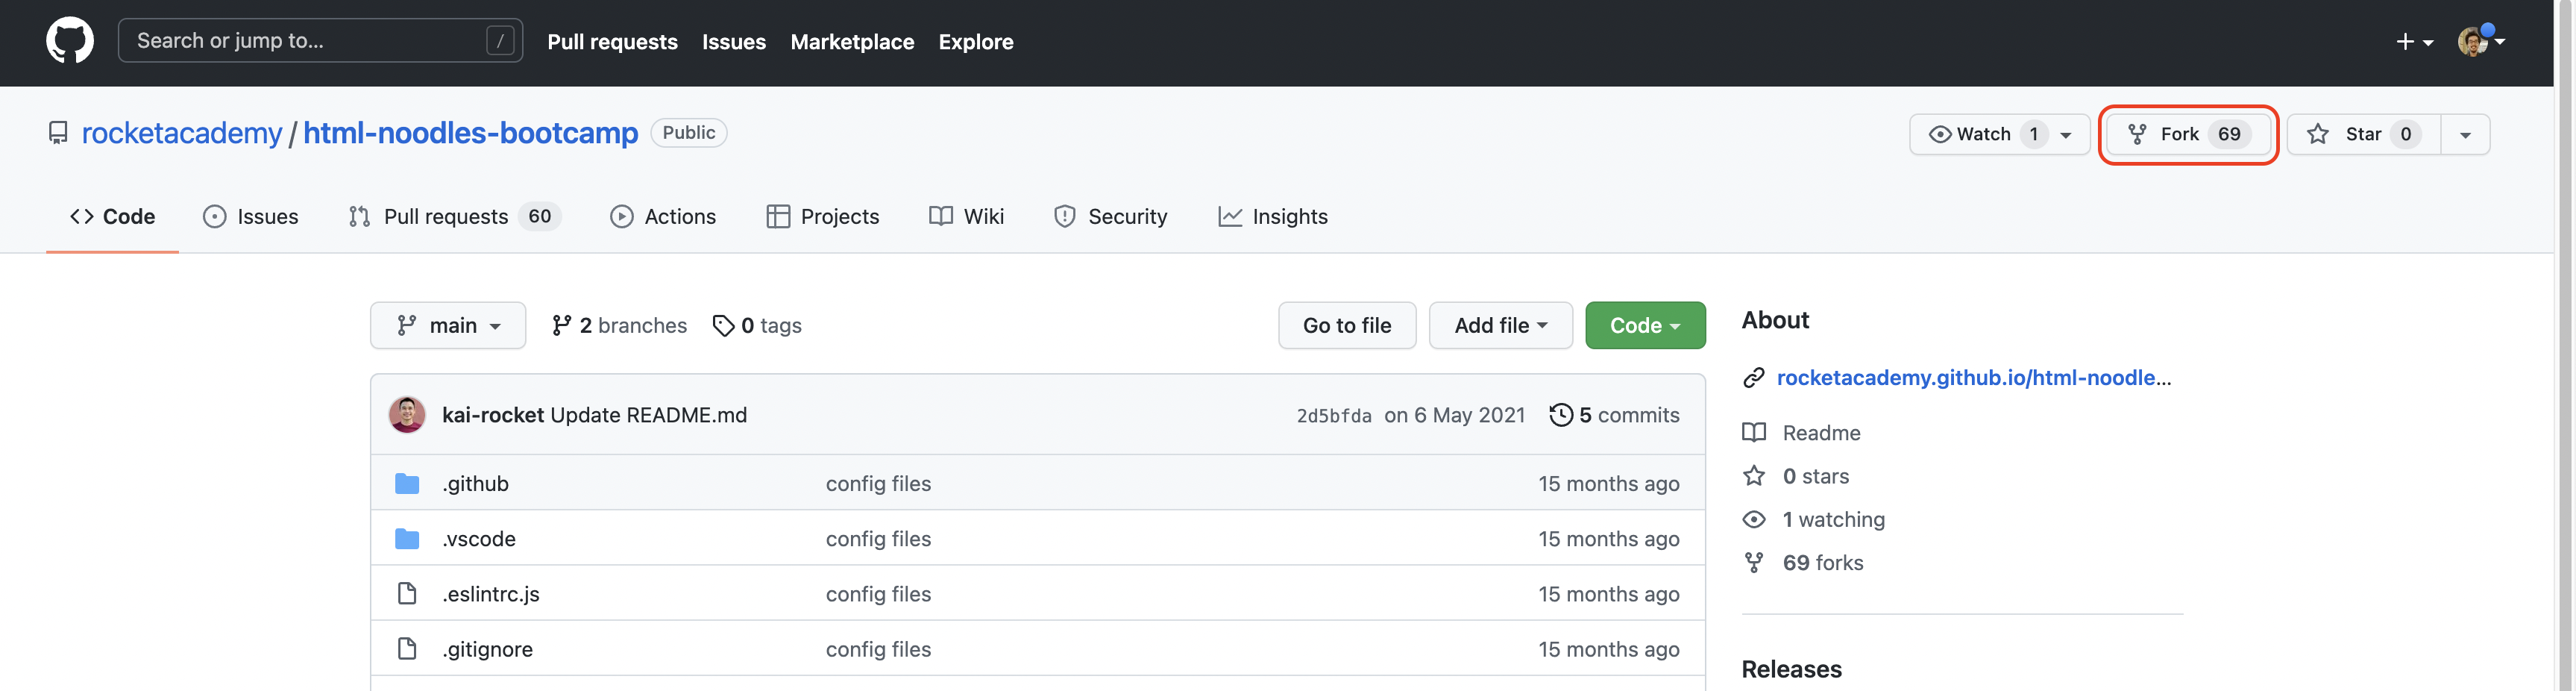 Search or jump to... / Pull requests Issues Marketplace Explore
rocketacademy / html-noodles-bootcamp Public Watch 1 Fork 69 Star 0
Code Issues Pull requests 60 Actions Projects Wiki Security Insights
main 2 branches 0 tags Go to file Add file Code
kai-rocket Update README.md 2d5bfda on 6 May 2021 5 commits
.github config files 15 months ago
.vscode config files 15 months ago
.eslintrc.js config files 15 months ago
.gitignore config files 15 months ago
About
rocketacademy.github.io/html-noodle...
Readme
0 stars
1 watching
69 forks
Releases